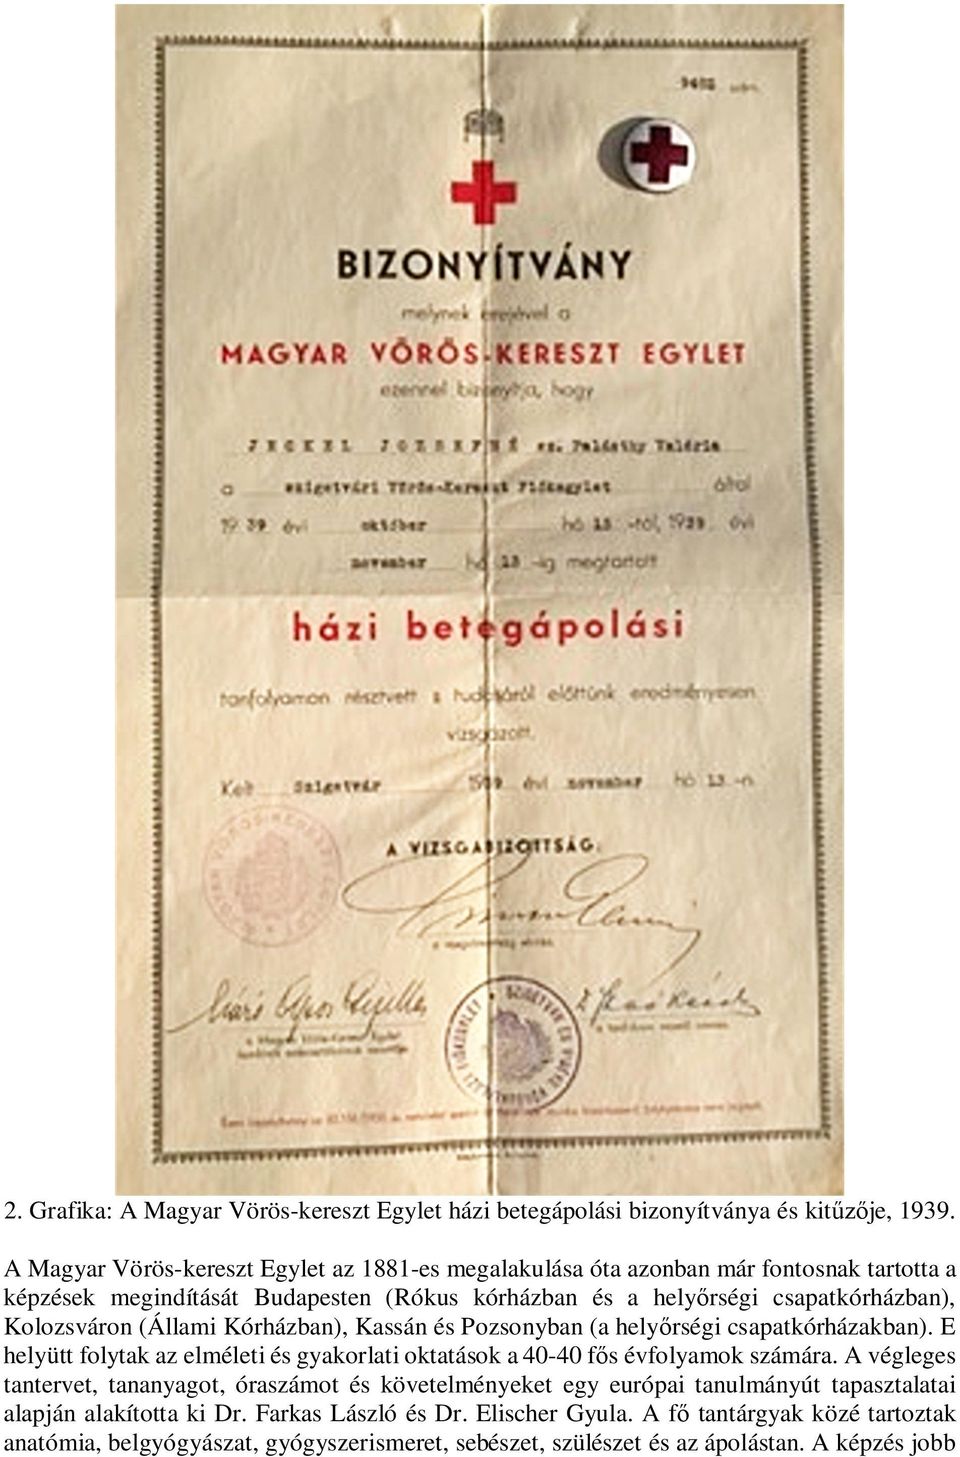 BIZONYÍTVÁNY
melynek erejével a
MAGYAR VÖRÖS-KERESZT EGYLET
ezennel bizonyítja, hogy
JECKEL JÓZSEFNÉ sz. Palásthy Valéria
a szigetvári Vörös-Kereszt Fiókegylet által
1939 évi október hó 15 -tól, 1939 évi
november hó 13 -ig megtartott
házi betegápolási
tanfolyamon résztvett s tudásáról előttünk eredményesen
vizsgázott.
Kelt Szigetvár 1939 évi november hó 13.-n.
A VIZSGABIZOTTSÁG:
2. Grafika: A Magyar Vörös-kereszt Egylet házi betegápolási bizonyítványa és kitűzője, 1939.
A Magyar Vörös-kereszt Egylet az 1881-es megalakulása óta azonban már fontosnak tartotta a
képzések megindítását Budapesten (Rókus kórházban és a helyőrségi csapatkórházban),
Kolozsváron (Állami Kórházban), Kassán és Pozsonyban (a helyőrségi csapatkórházakban). E
helyütt folytak az elméleti és gyakorlati oktatások a 40-40 fős évfolyamok számára. A végleges
tantervet, tananyagot, óraszámot és követelményeket egy európai tanulmányút tapasztalatai
alapján alakította ki Dr. Farkas László és Dr. Elischer Gyula. A fő tantárgyak közé tartoztak
anatómia, belgyógyászat, gyógyszerismeret, sebészet, szülészet és az ápolástan. A képzés jobb